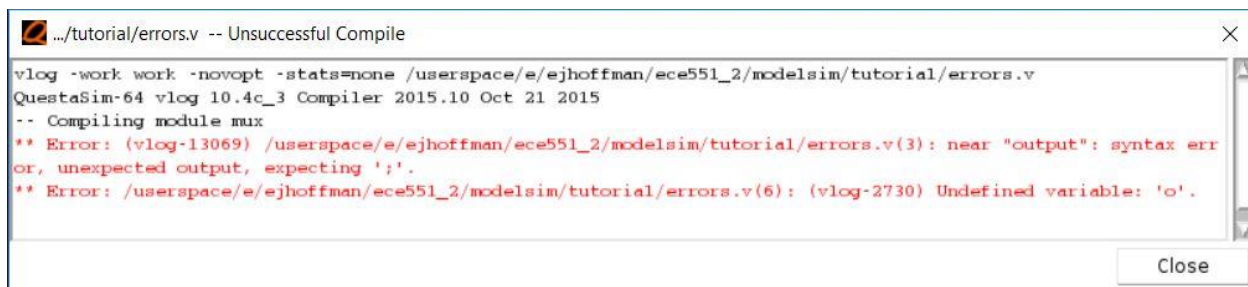 .../tutorial/errors.v -- Unsuccessful Compile
vlog -work work -novopt -stats=none /userspace/e/ejhoffman/ece551_2/modelsim/tutorial/errors.v
QuestaSim-64 vlog 10.4c_3 Compiler 2015.10 Oct 21 2015
-- Compiling module mux
** Error: (vlog-13069) /userspace/e/ejhoffman/ece551_2/modelsim/tutorial/errors.v(3): near "output": syntax err
or, unexpected output, expecting ';'.
** Error: /userspace/e/ejhoffman/ece551_2/modelsim/tutorial/errors.v(6): (vlog-2730) Undefined variable: 'o'.
Close